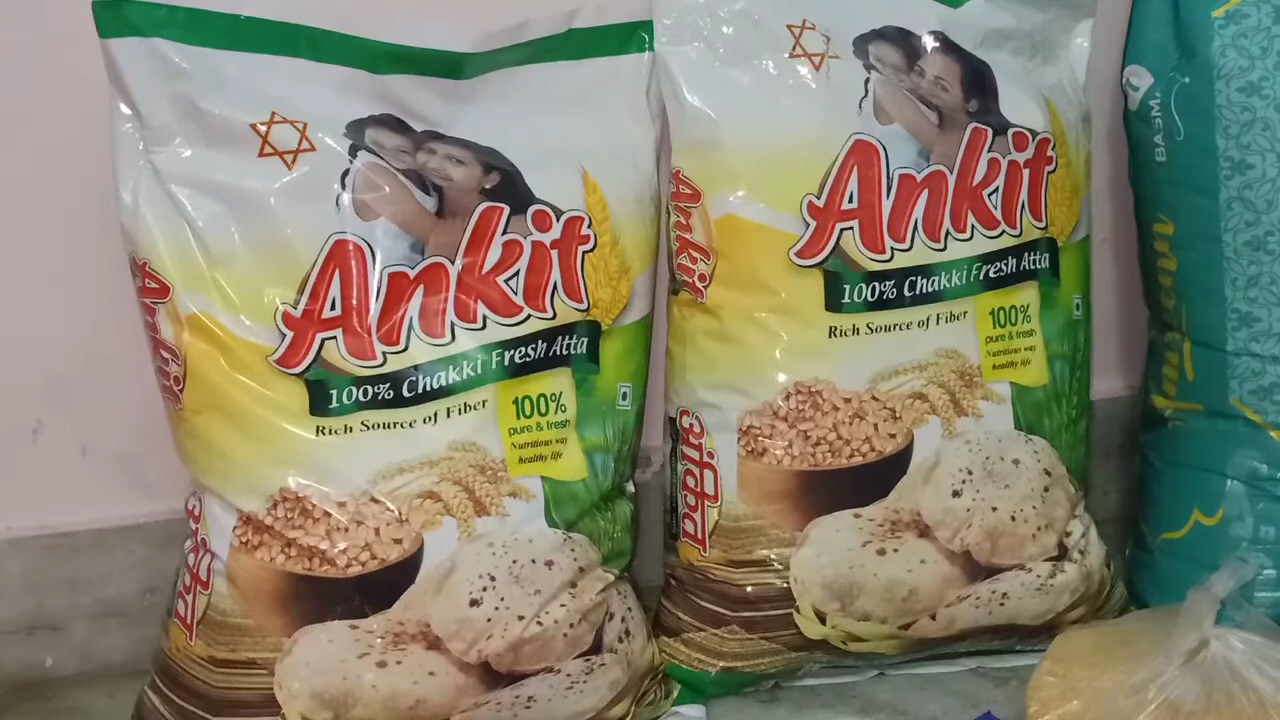 Ankit
100% Chakki Fresh Atta
Rich Source of Fiber
100%
pure & fresh
Nutritious way
healthy life
Ankit
अंकित
Ankit
100% Chakki Fresh Atta
Rich Source of Fiber
100%
pure & fresh
Nutritious way
healthy life
Ankit
अंकित